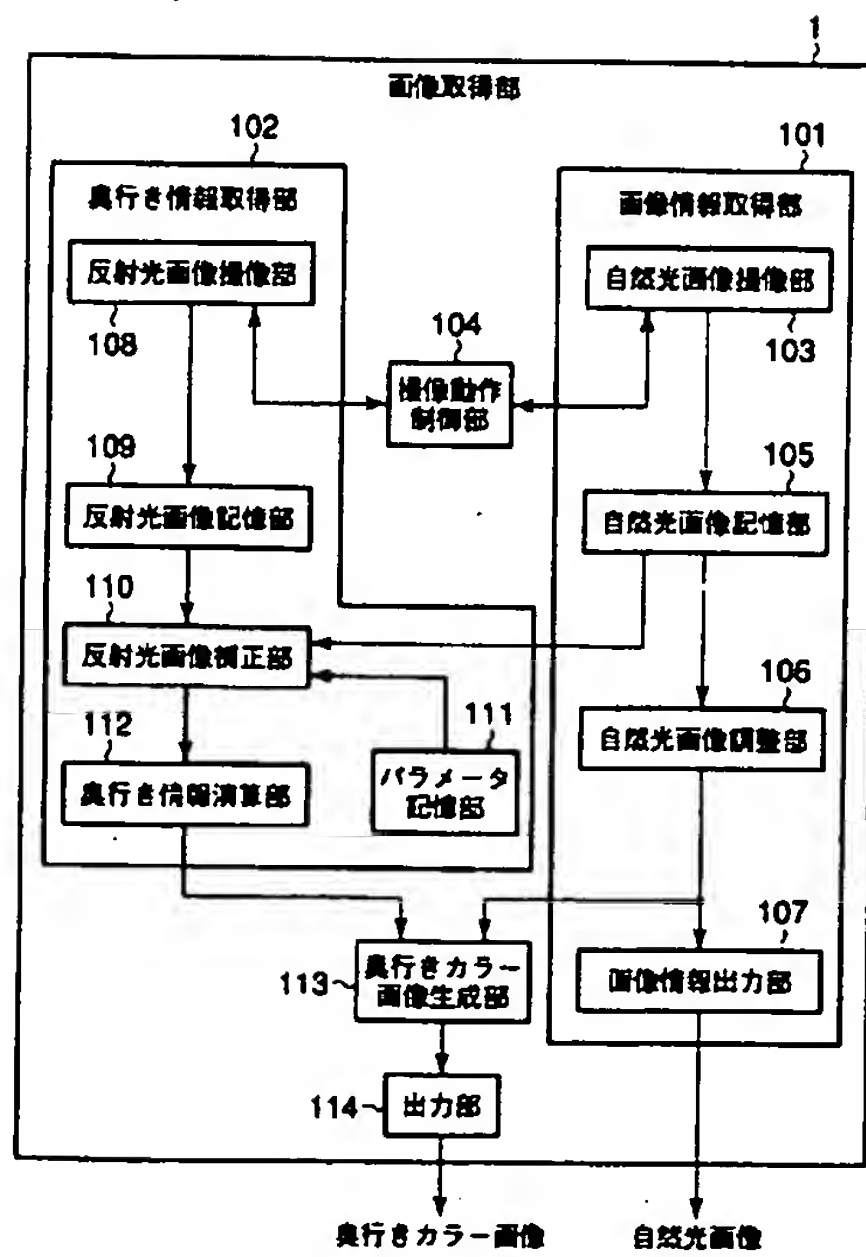 1
画像取得部
102
101
奥行き情報取得部
画像情報取得部
反射光画像撮像部
自然光画像撮像部
108
104
103
撮像動作
制御部
109
105
反射光画像記憶部
自然光画像記憶部
110
反射光画像補正部
106
112
111
自然光画像調整部
奥行き情報演算部
パラメータ
記憶部
107
113
奥行きカラー
画像生成部
画像情報出力部
114
出力部
奥行きカラー画像
自然光画像